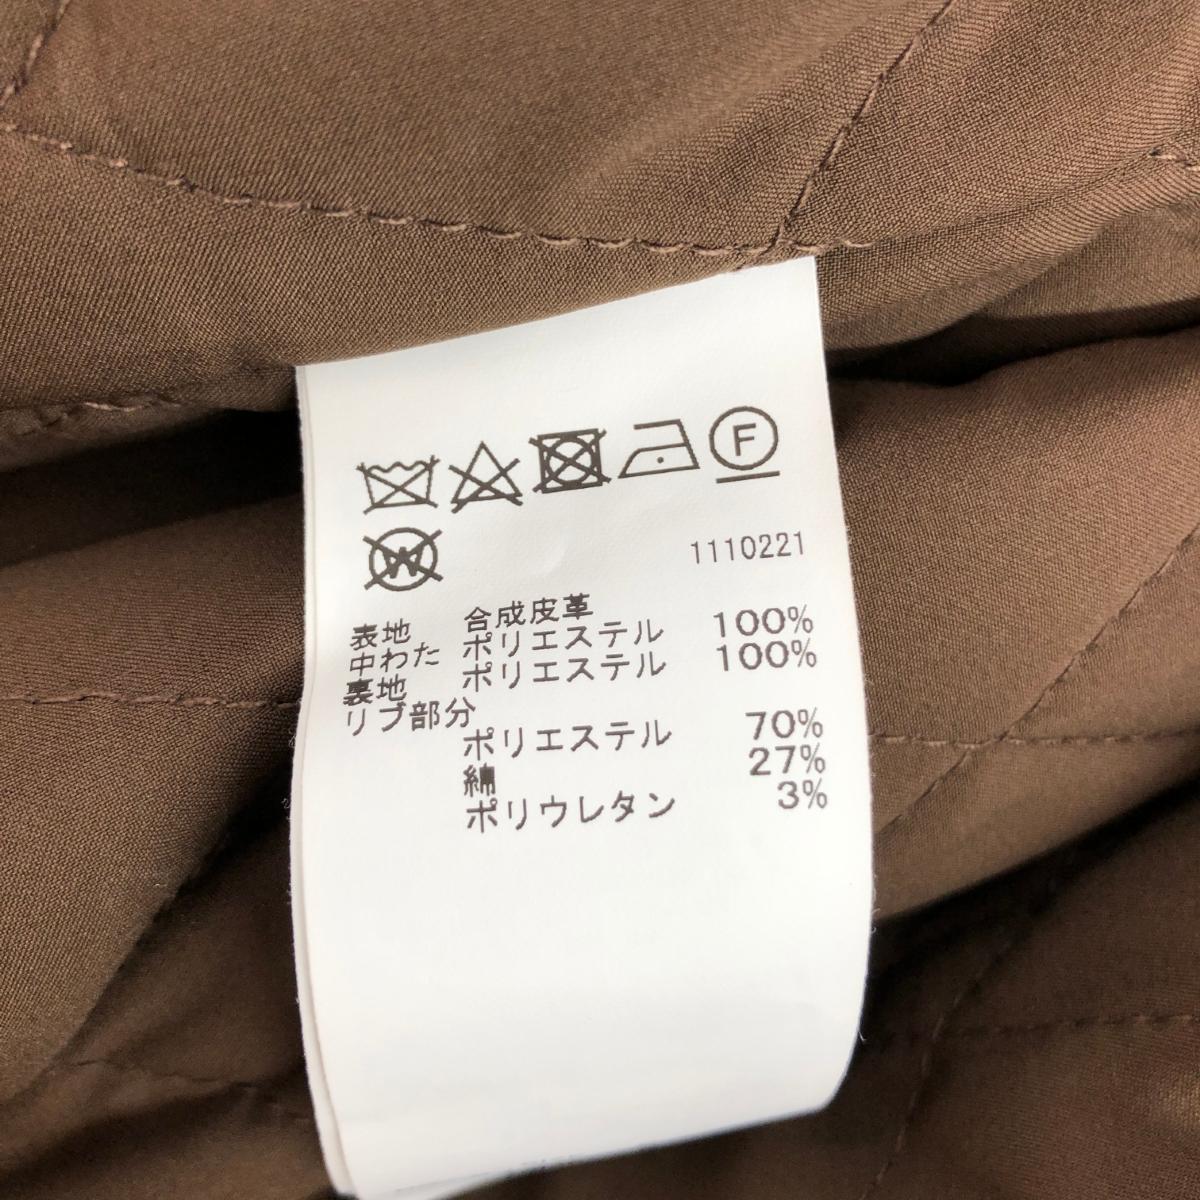 F
W
1110221
表地 合成皮革
中わた ポリエステル 100%
裏地 ポリエステル 100%
リブ部分
ポリエステル 70%
綿 27%
ポリウレタン 3%